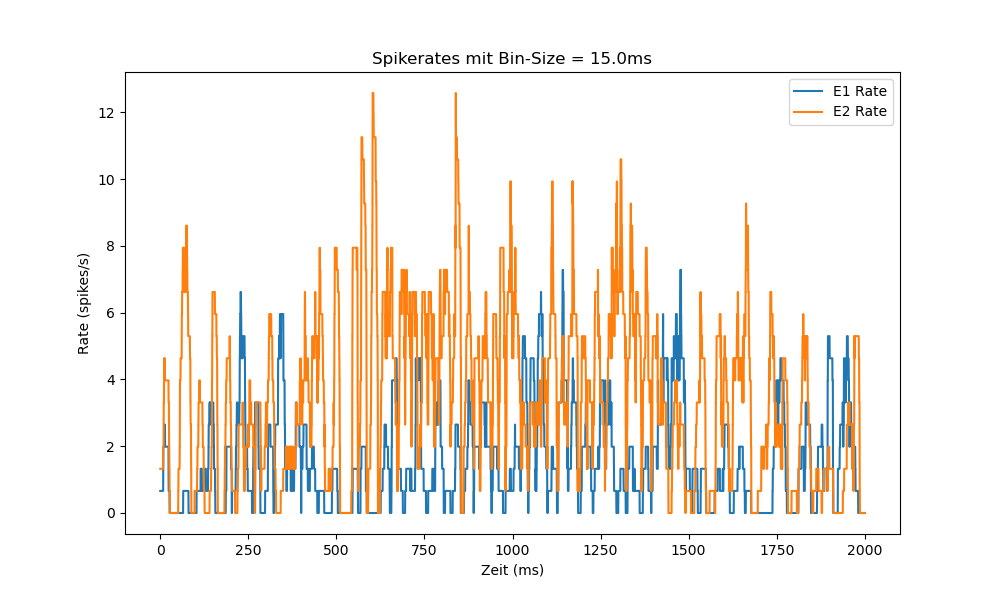 Spikerates mit Bin-Size = 15.0ms
E1 Rate
E2 Rate
Rate (spikes/s)
12
10
8
6
4
2
0
0 250 500 750 1000 1250 1500 1750 2000
Zeit (ms)